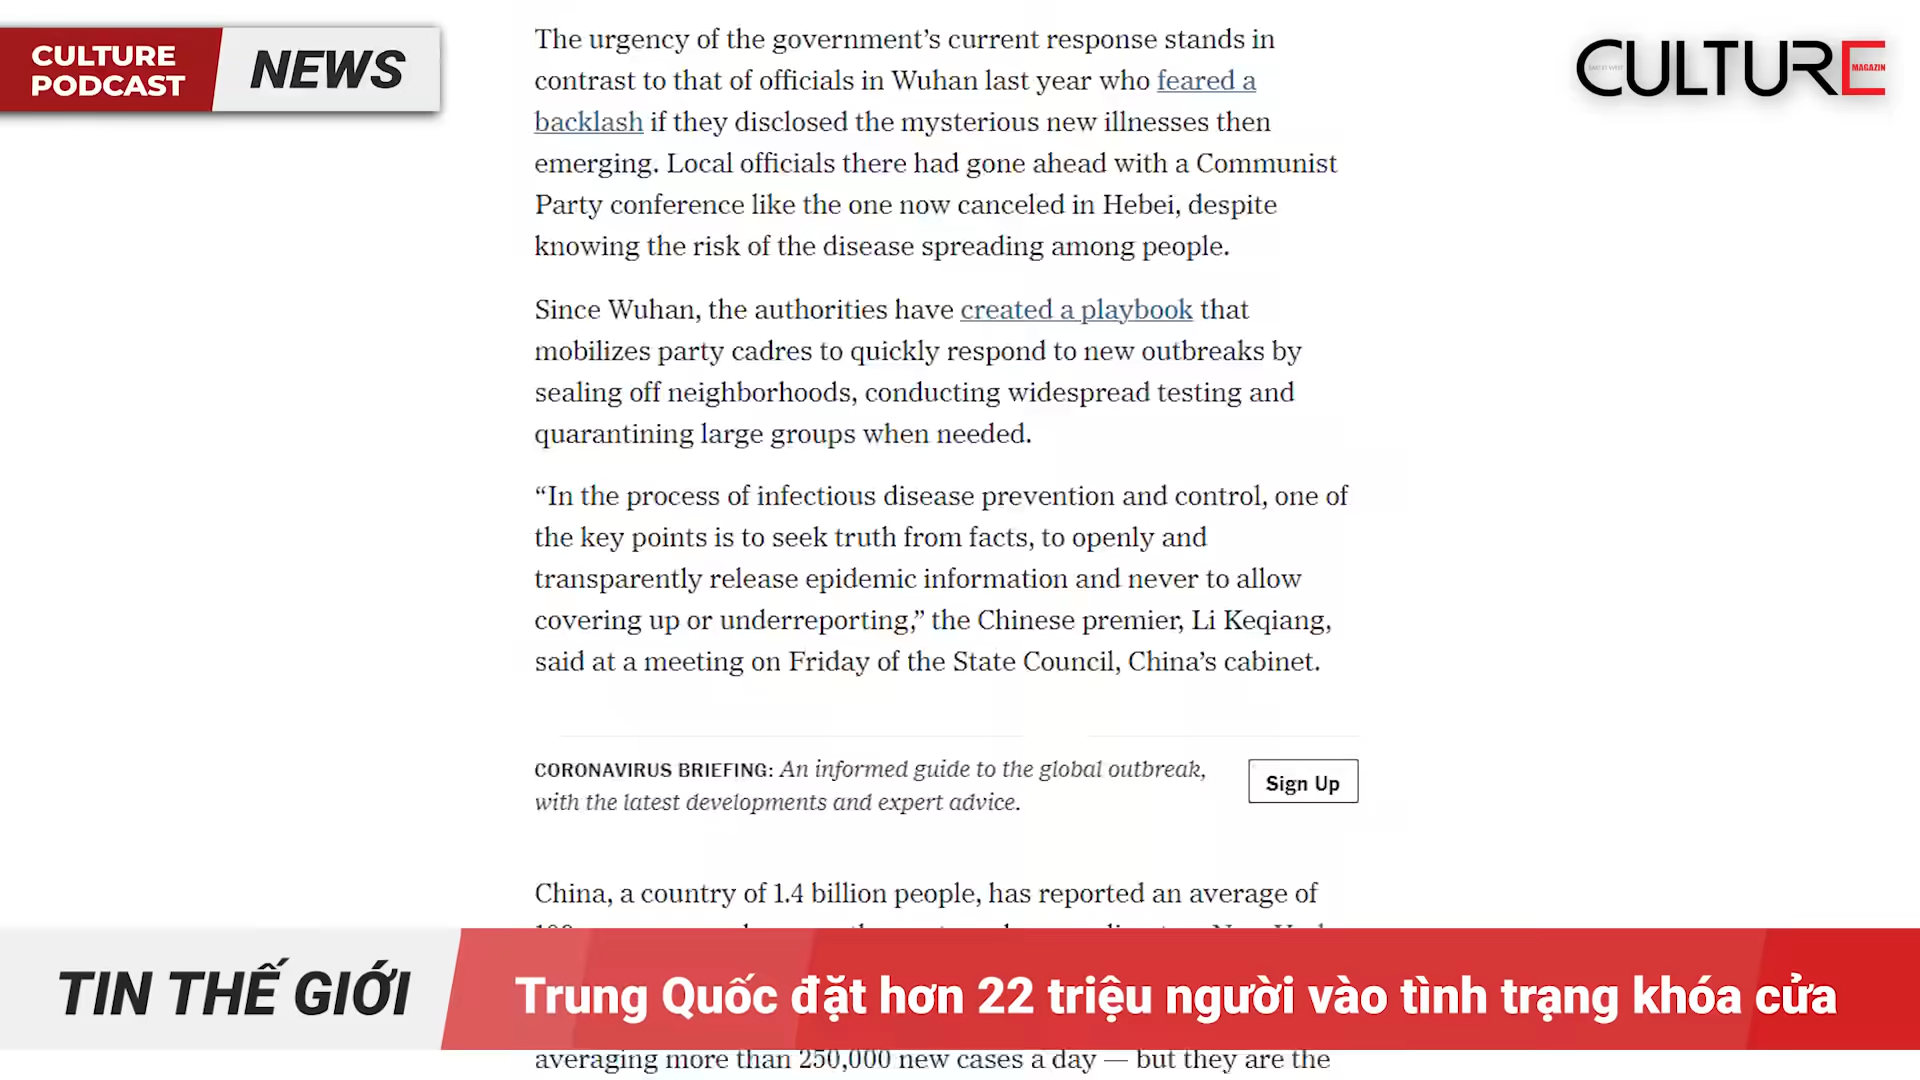 CULTURE
PODCAST
NEWS
CULTURE
MAGAZIN
The urgency of the government’s current response stands in
contrast to that of officials in Wuhan last year who feared a
backlash if they disclosed the mysterious new illnesses then
emerging. Local officials there had gone ahead with a Communist
Party conference like the one now canceled in Hebei, despite
knowing the risk of the disease spreading among people.
Since Wuhan, the authorities have created a playbook that
mobilizes party cadres to quickly respond to new outbreaks by
sealing off neighborhoods, conducting widespread testing and
quarantining large groups when needed.
“In the process of infectious disease prevention and control, one of
the key points is to seek truth from facts, to openly and
transparently release epidemic information and never to allow
covering up or underreporting,” the Chinese premier, Li Keqiang,
said at a meeting on Friday of the State Council, China’s cabinet.
CORONAVIRUS BRIEFING: An informed guide to the global outbreak,
with the latest developments and expert advice.
Sign Up
China, a country of 1.4 billion people, has reported an average of
TIN THẾ GIỚI
Trung Quốc đặt hơn 22 triệu người vào tình trạng khóa cửa
averaging more than 250,000 new cases a day — but they are the